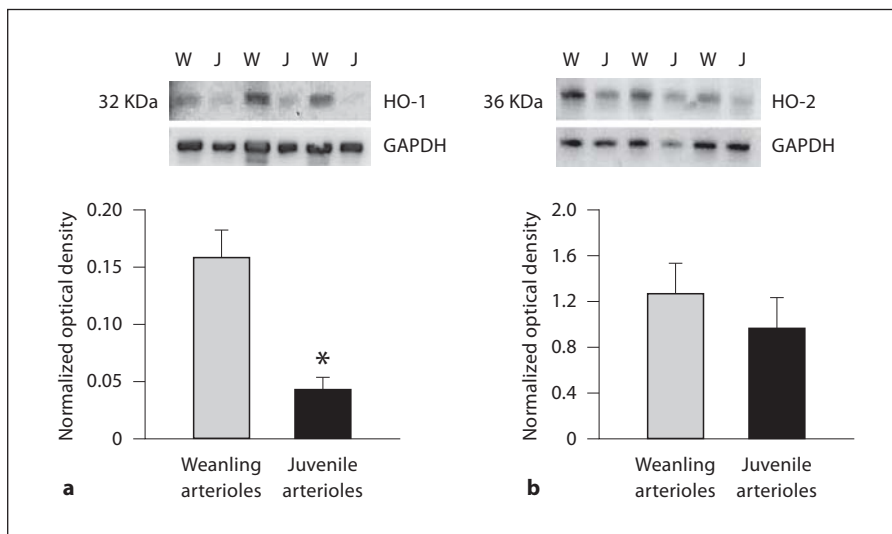 W J W J W J
32 KDa HO-1
GAPDH
Normalized optical density
0.20
0.15
0.10
0.05
0
*
Weanling arterioles
Juvenile arterioles
a
W J W J W J
36 KDa HO-2
GAPDH
Normalized optical density
2.0
1.6
1.2
0.8
0.4
0
Weanling arterioles
Juvenile arterioles
b